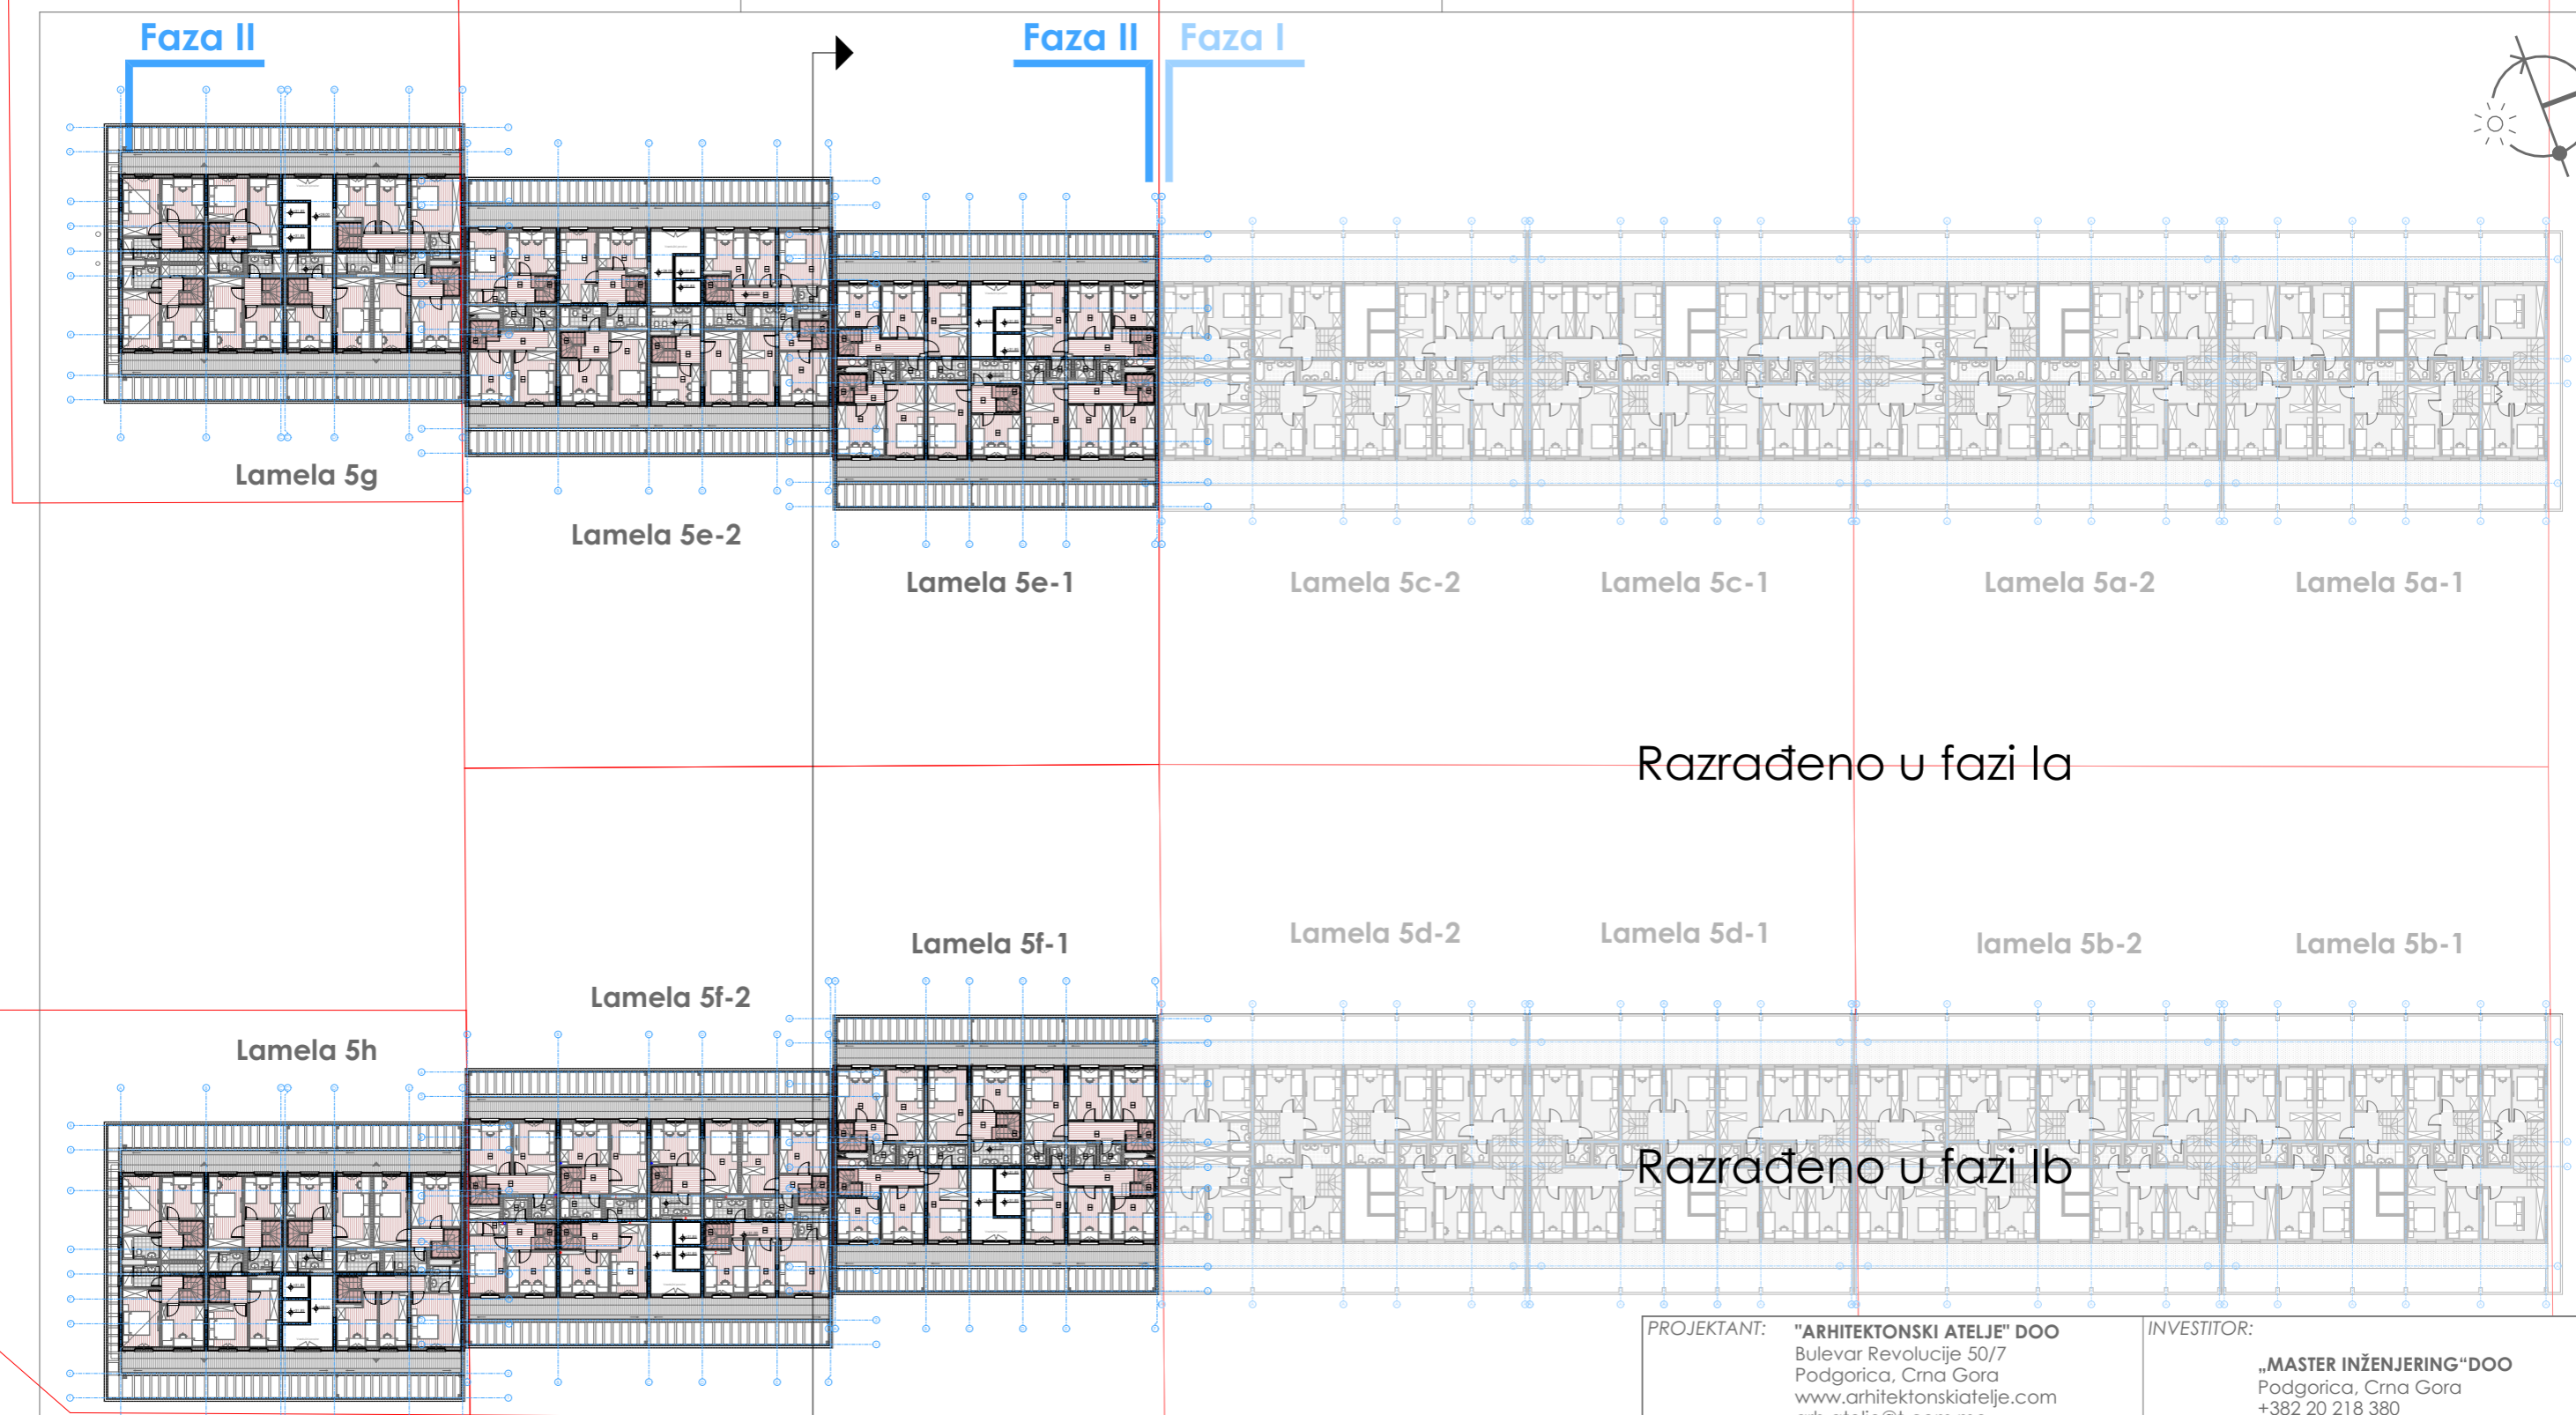 Faza II
Faza II
Faza I
Lamela 5g
Lamela 5e-2
Lamela 5e-1
Lamela 5c-2
Lamela 5c-1
Lamela 5a-2
Lamela 5a-1
Razrađeno u fazi Ia
Lamela 5d-2
Lamela 5d-1
lamela 5b-2
Lamela 5b-1
Lamela 5f-1
Lamela 5f-2
Lamela 5h
Razrađeno u fazi Ib
PROJEKTANT:
"ARHITEKTONSKI ATELJE" DOO
Bulevar Revolucije 50/7
Podgorica, Crna Gora
www.arhitektonskiatelje.com
INVESTITOR:
„MASTER INŽENJERING“DOO
Podgorica, Crna Gora
+382 20 218 380